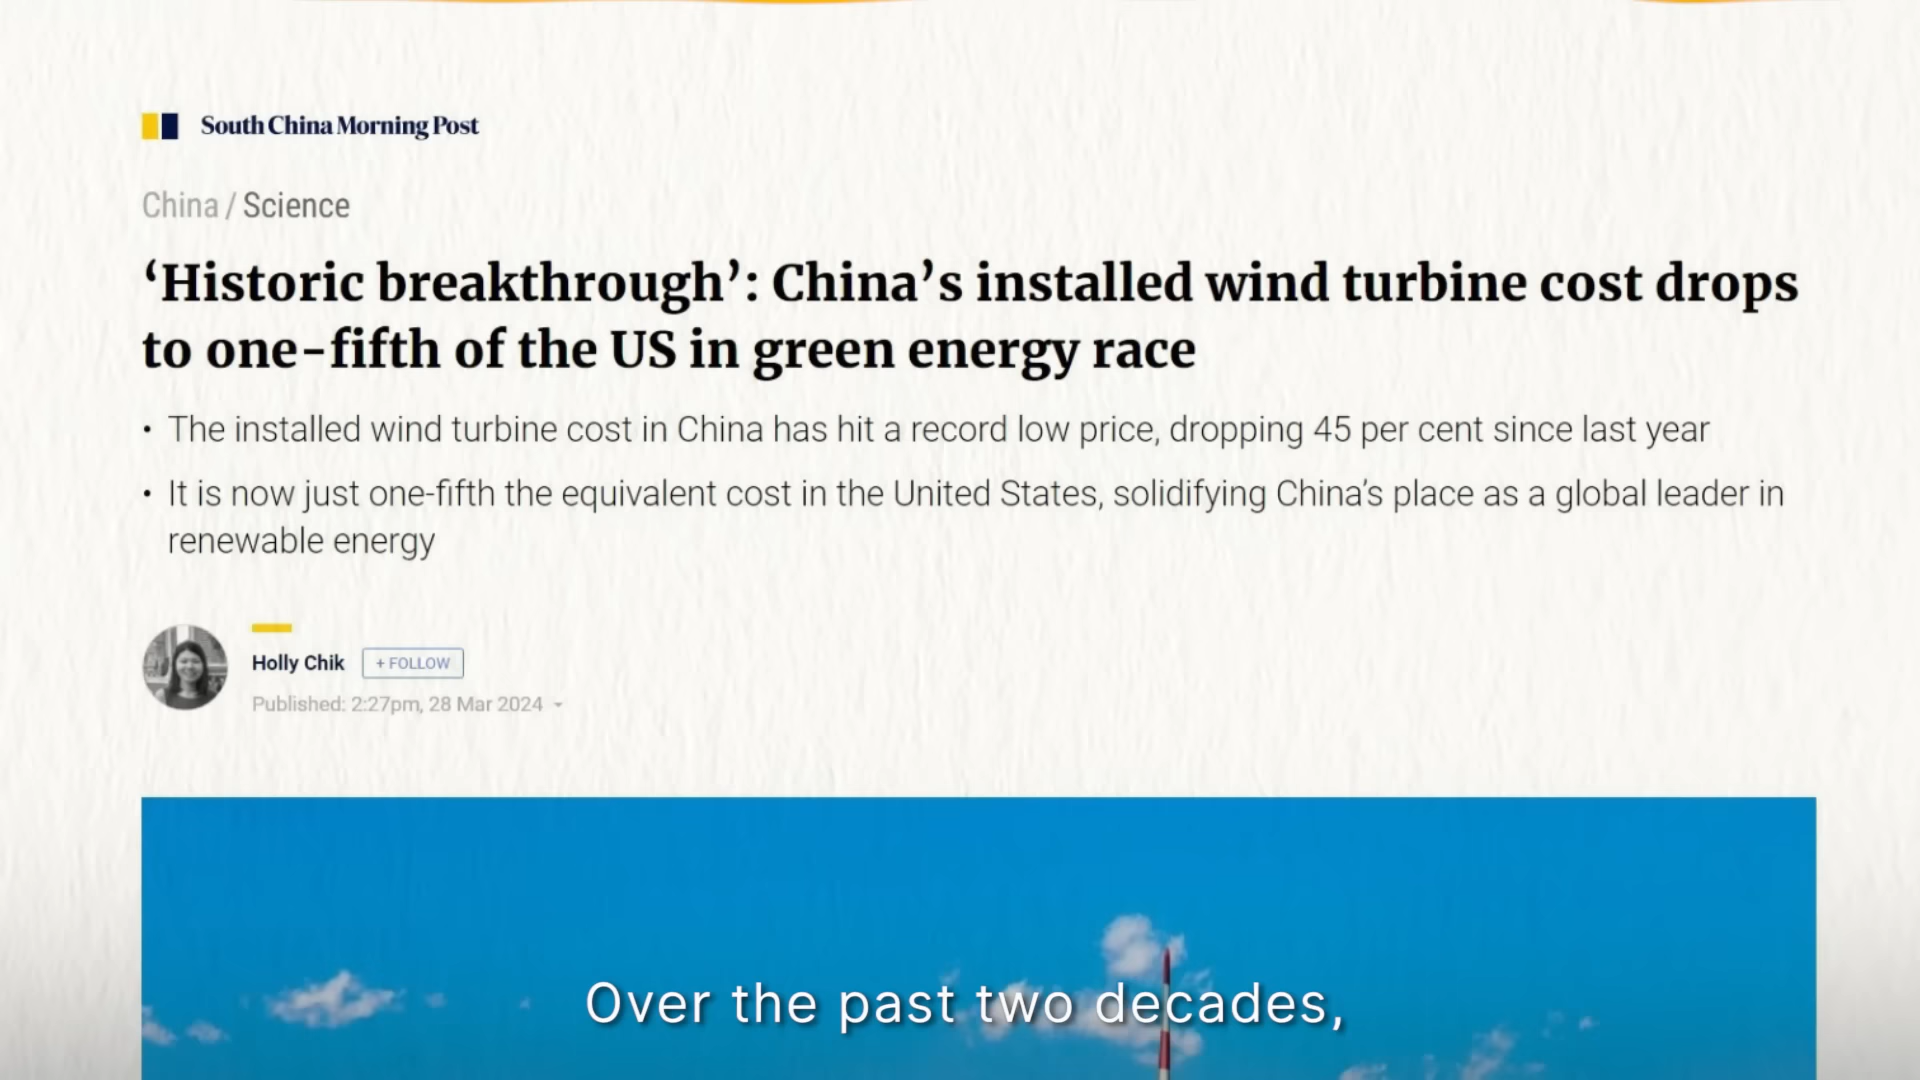 South China Morning Post
China / Science
‘Historic breakthrough’: China’s installed wind turbine cost drops
to one-fifth of the US in green energy race
• The installed wind turbine cost in China has hit a record low price, dropping 45 per cent since last year
• It is now just one-fifth the equivalent cost in the United States, solidifying China’s place as a global leader in
renewable energy
Holly Chik + FOLLOW
Published: 2:27pm, 28 Mar 2024
Over the past two decades,